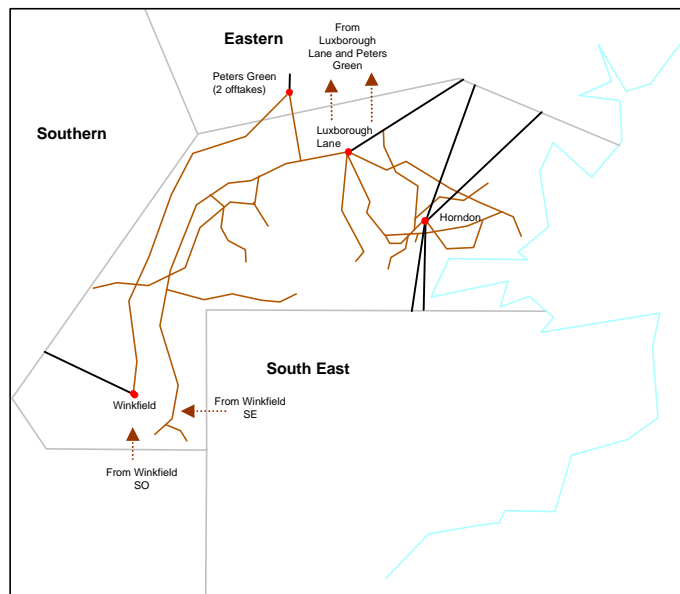 From
Luxborough
Lane and Peters
Green
Eastern
Peters Green
(2 offtakes)
Southern
Luxborough
Lane
Horndon
South East
Winkfield
From Winkfield
SE
From Winkfield
SO